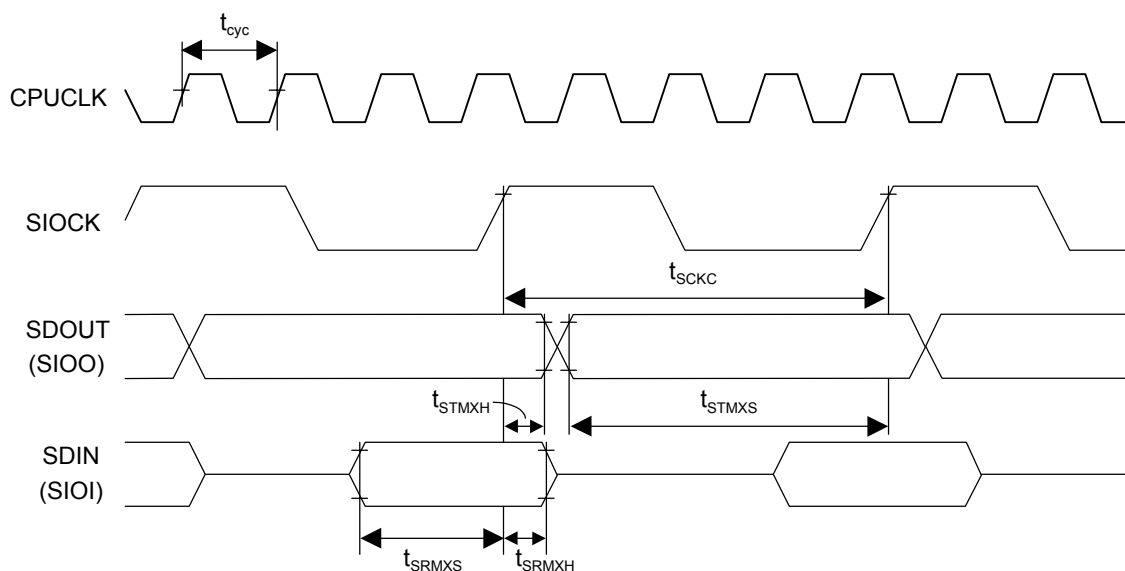 tcyc
CPUCLK
SIOCK
tSCKC
SDOUT
(SIOO)
tSTMXH
tSTMXS
SDIN
(SIOI)
tSRMXS
tSRMXH